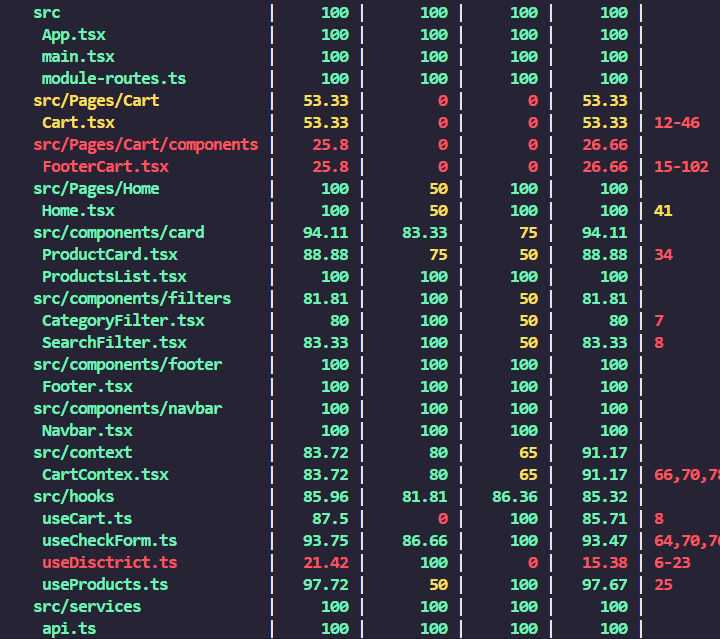 src | 100 | 100 | 100 | 100 |
App.tsx | 100 | 100 | 100 | 100 |
main.tsx | 100 | 100 | 100 | 100 |
module-routes.ts | 100 | 100 | 100 | 100 |
src/Pages/Cart | 53.33 | 0 | 0 | 53.33 |
Cart.tsx | 53.33 | 0 | 0 | 53.33 | 12-46
src/Pages/Cart/components | 25.8 | 0 | 0 | 26.66 |
FooterCart.tsx | 25.8 | 0 | 0 | 26.66 | 15-102
src/Pages/Home | 100 | 50 | 100 | 100 |
Home.tsx | 100 | 50 | 100 | 100 | 41
src/components/card | 94.11 | 83.33 | 75 | 94.11 |
ProductCard.tsx | 88.88 | 75 | 50 | 88.88 | 34
ProductsList.tsx | 100 | 100 | 100 | 100 |
src/components/filters | 81.81 | 100 | 50 | 81.81 |
CategoryFilter.tsx | 80 | 100 | 50 | 80 | 7
SearchFilter.tsx | 83.33 | 100 | 50 | 83.33 | 8
src/components/footer | 100 | 100 | 100 | 100 |
Footer.tsx | 100 | 100 | 100 | 100 |
src/components/navbar | 100 | 100 | 100 | 100 |
Navbar.tsx | 100 | 100 | 100 | 100 |
src/context | 83.72 | 80 | 65 | 91.17 |
CartContex.tsx | 83.72 | 80 | 65 | 91.17 | 66,70,78
src/hooks | 85.96 | 81.81 | 86.36 | 85.32 |
useCart.ts | 87.5 | 0 | 100 | 85.71 | 8
useCheckForm.ts | 93.75 | 86.66 | 100 | 93.47 | 64,70,76
useDisctrict.ts | 21.42 | 100 | 0 | 15.38 | 6-23
useProducts.ts | 97.72 | 50 | 100 | 97.67 | 25
src/services | 100 | 100 | 100 | 100 |
api.ts | 100 | 100 | 100 | 100 |